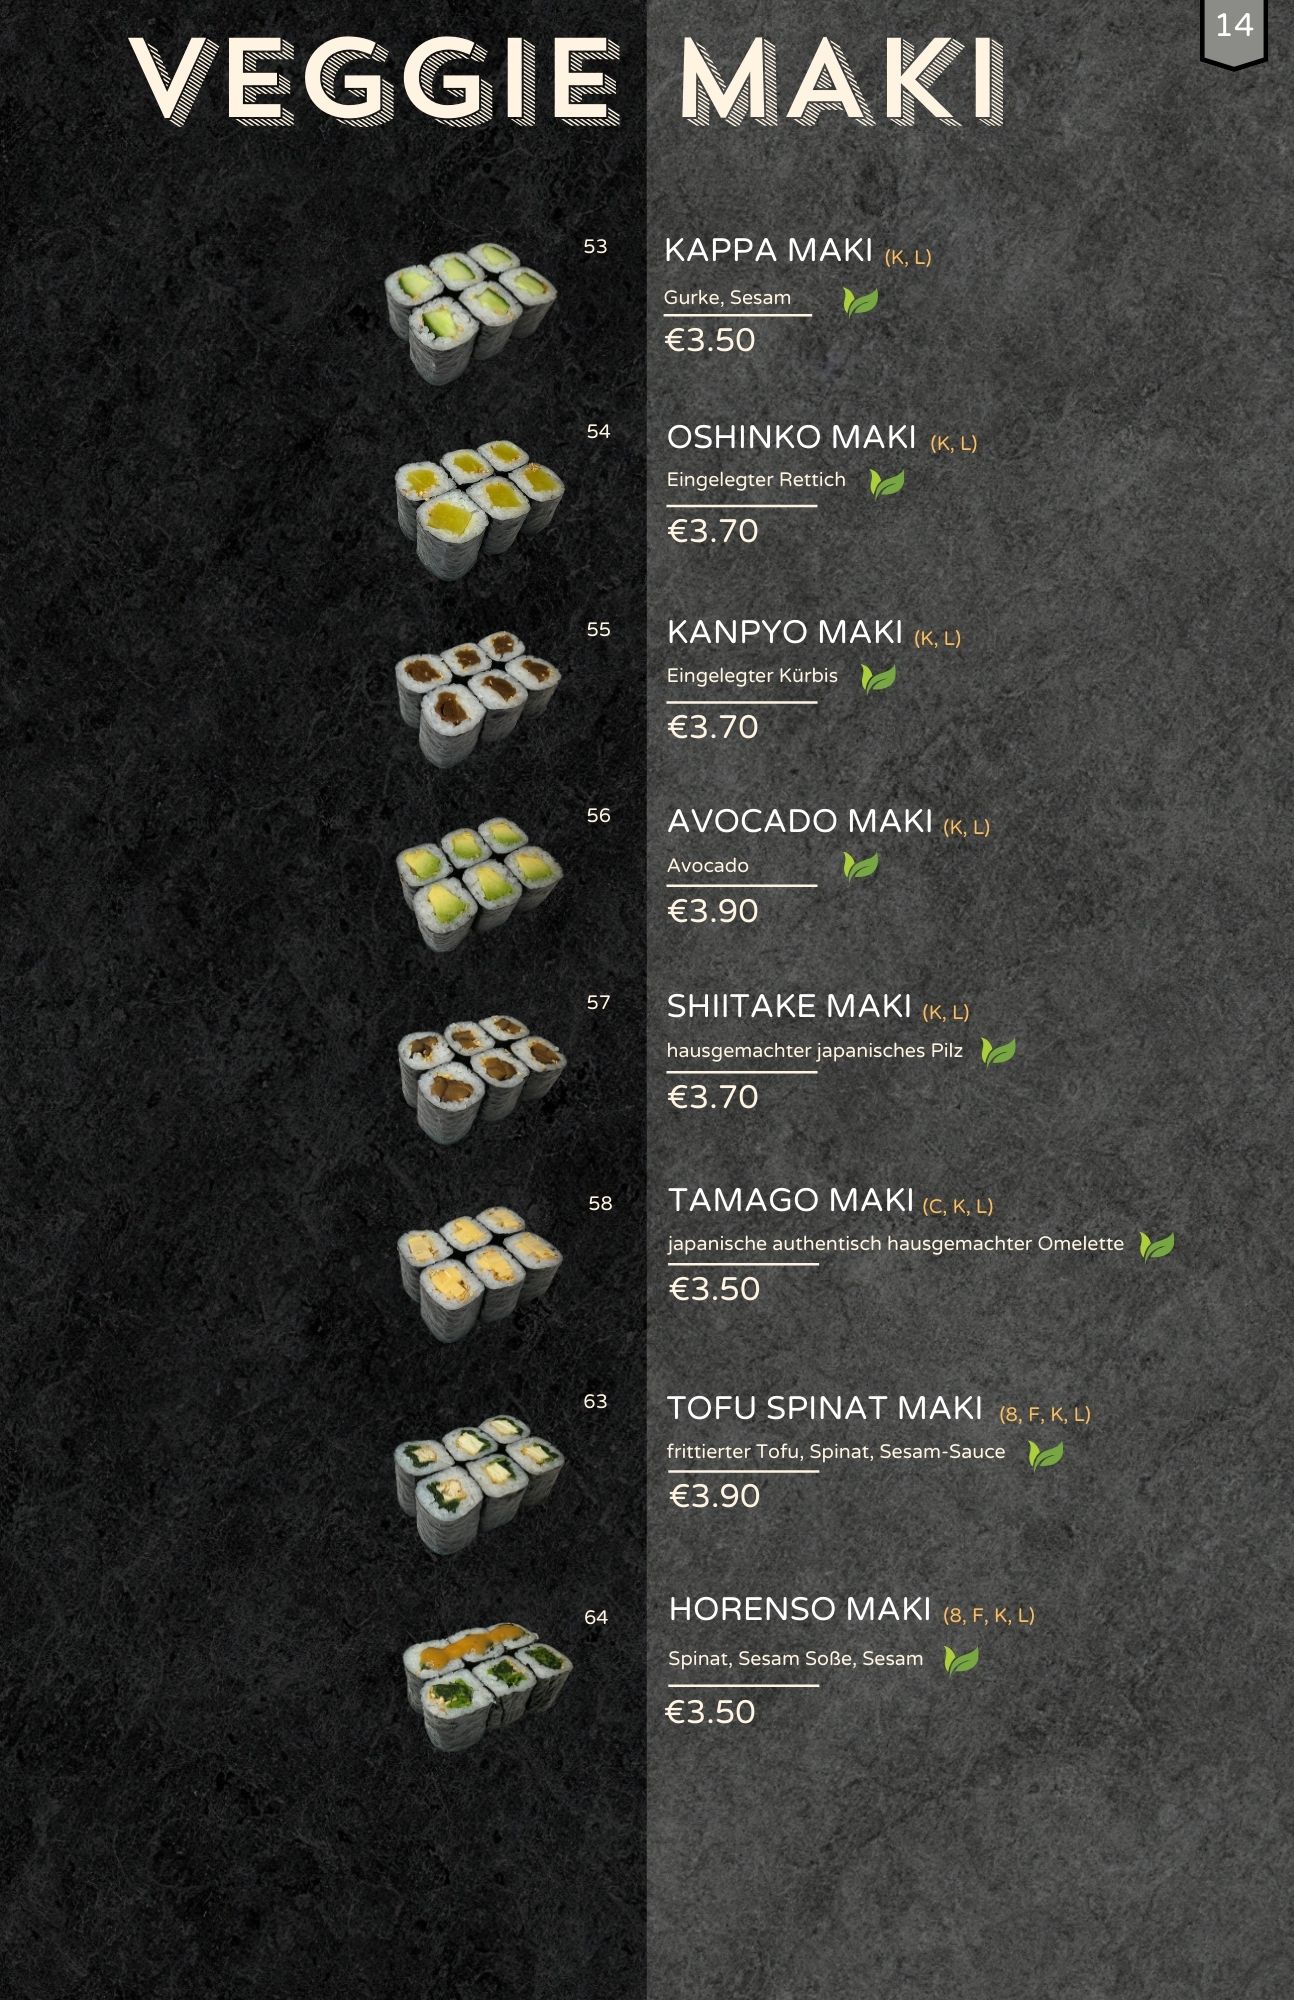 VEGGIE MAKI
14
53
KAPPA MAKI (K, L)
Gurke, Sesam
€3.50
54
OSHINKO MAKI (K, L)
Eingelegter Rettich
€3.70
55
KANPYO MAKI (K, L)
Eingelegter Kürbis
€3.70
56
AVOCADO MAKI (K, L)
Avocado
€3.90
57
SHIITAKE MAKI (K, L)
hausgemachter japanisches Pilz
€3.70
58
TAMAGO MAKI (C, K, L)
japanische authentisch hausgemachter Omelette
€3.50
63
TOFU SPINAT MAKI (8, F, K, L)
frittierter Tofu, Spinat, Sesam-Sauce
€3.90
64
HORENSO MAKI (8, F, K, L)
Spinat, Sesam Soße, Sesam
€3.50